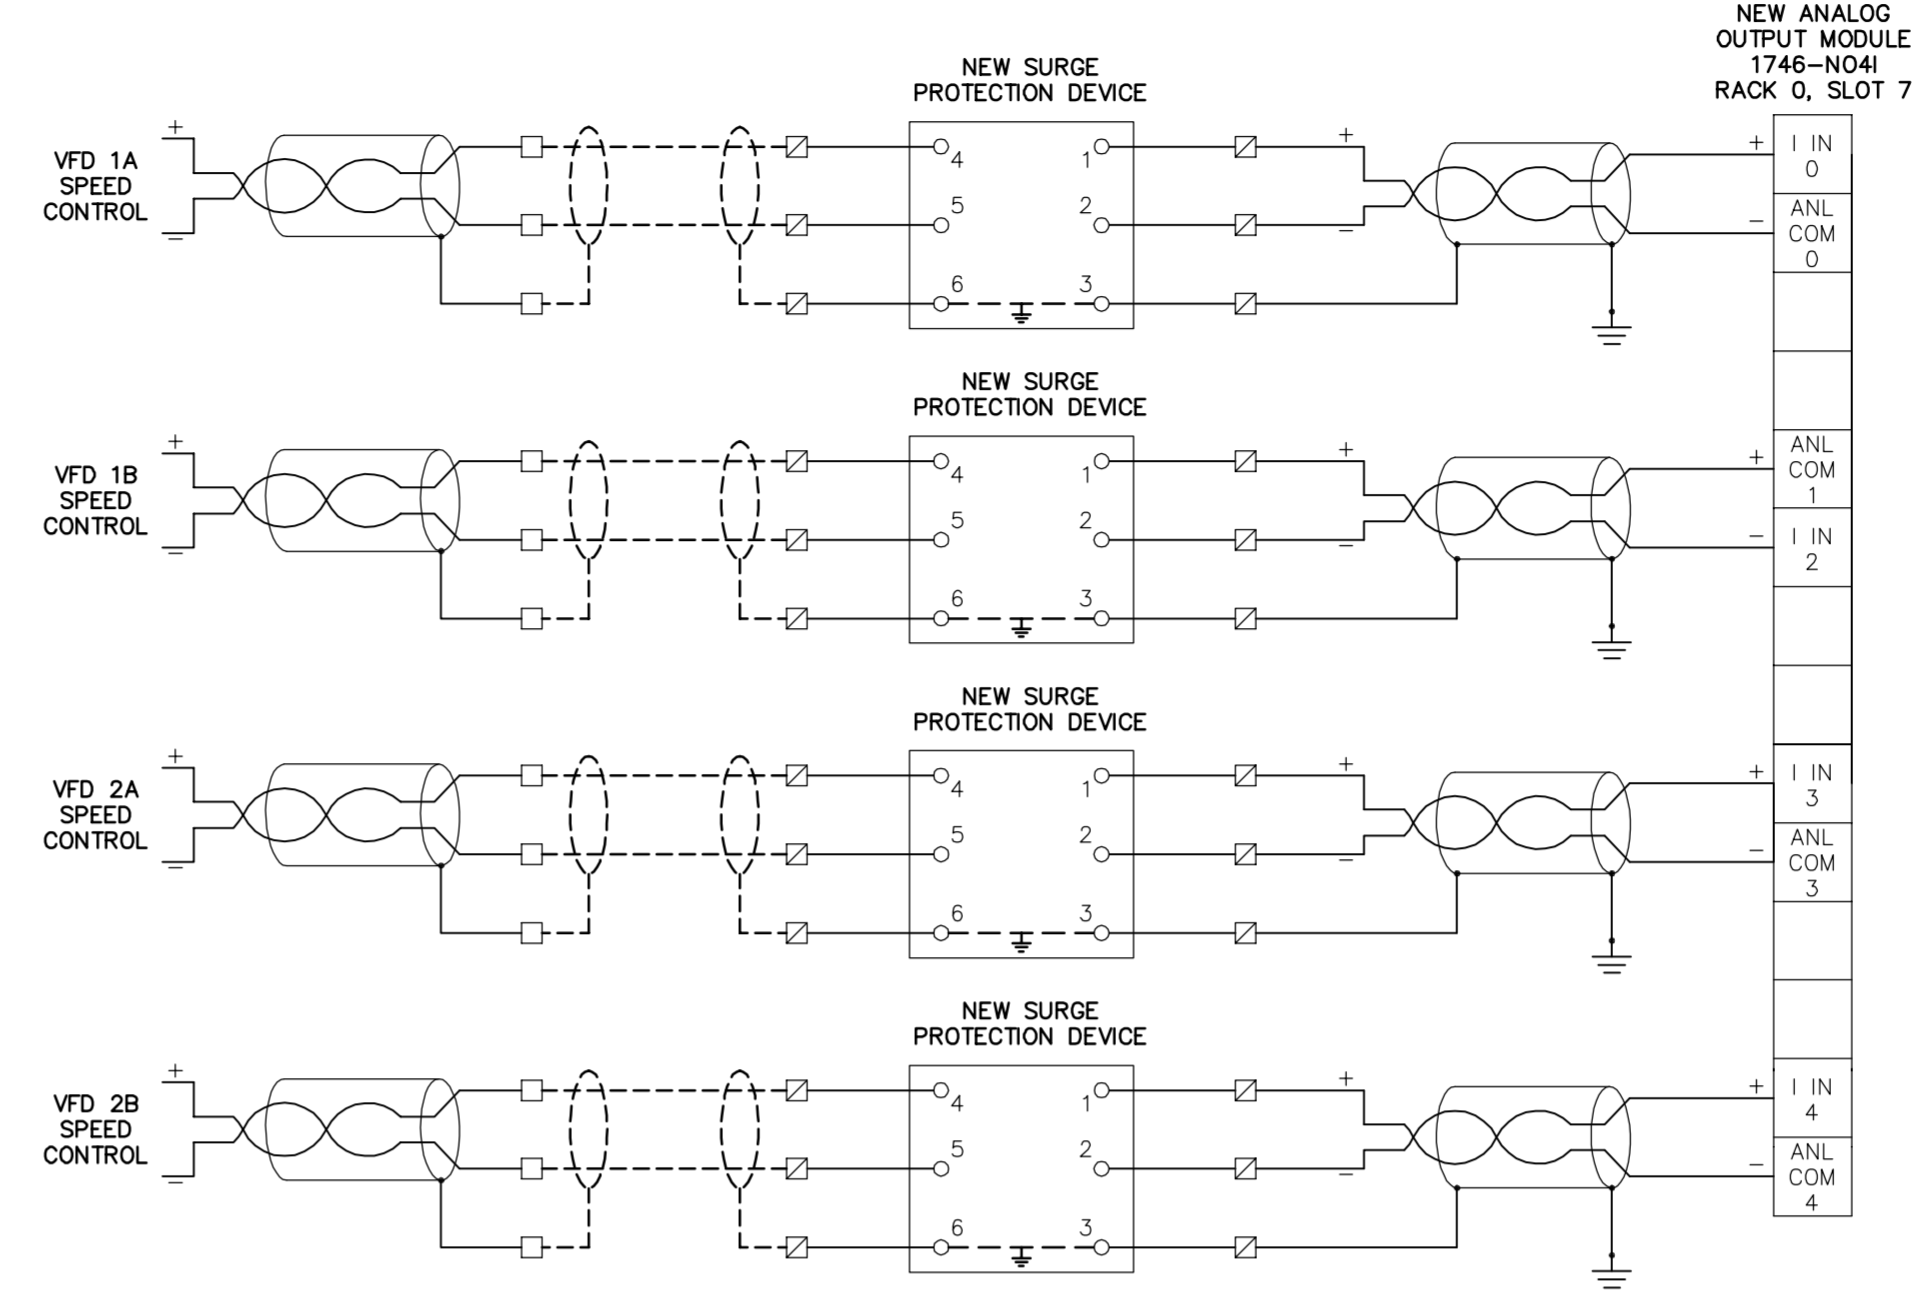 NEW ANALOG
OUTPUT MODULE
1746-NO4I
RACK 0, SLOT 7
NEW SURGE
PROTECTION DEVICE
VFD 1A
SPEED
CONTROL
+
−
4
5
6
1
2
3
+
−
+
−
I IN
0
ANL
COM
0
NEW SURGE
PROTECTION DEVICE
VFD 1B
SPEED
CONTROL
+
−
4
5
6
1
2
3
+
−
+
−
ANL
COM
1
I IN
2
NEW SURGE
PROTECTION DEVICE
VFD 2A
SPEED
CONTROL
+
−
4
5
6
1
2
3
+
−
+
−
I IN
3
ANL
COM
3
NEW SURGE
PROTECTION DEVICE
VFD 2B
SPEED
CONTROL
+
−
4
5
6
1
2
3
+
−
+
−
I IN
4
ANL
COM
4